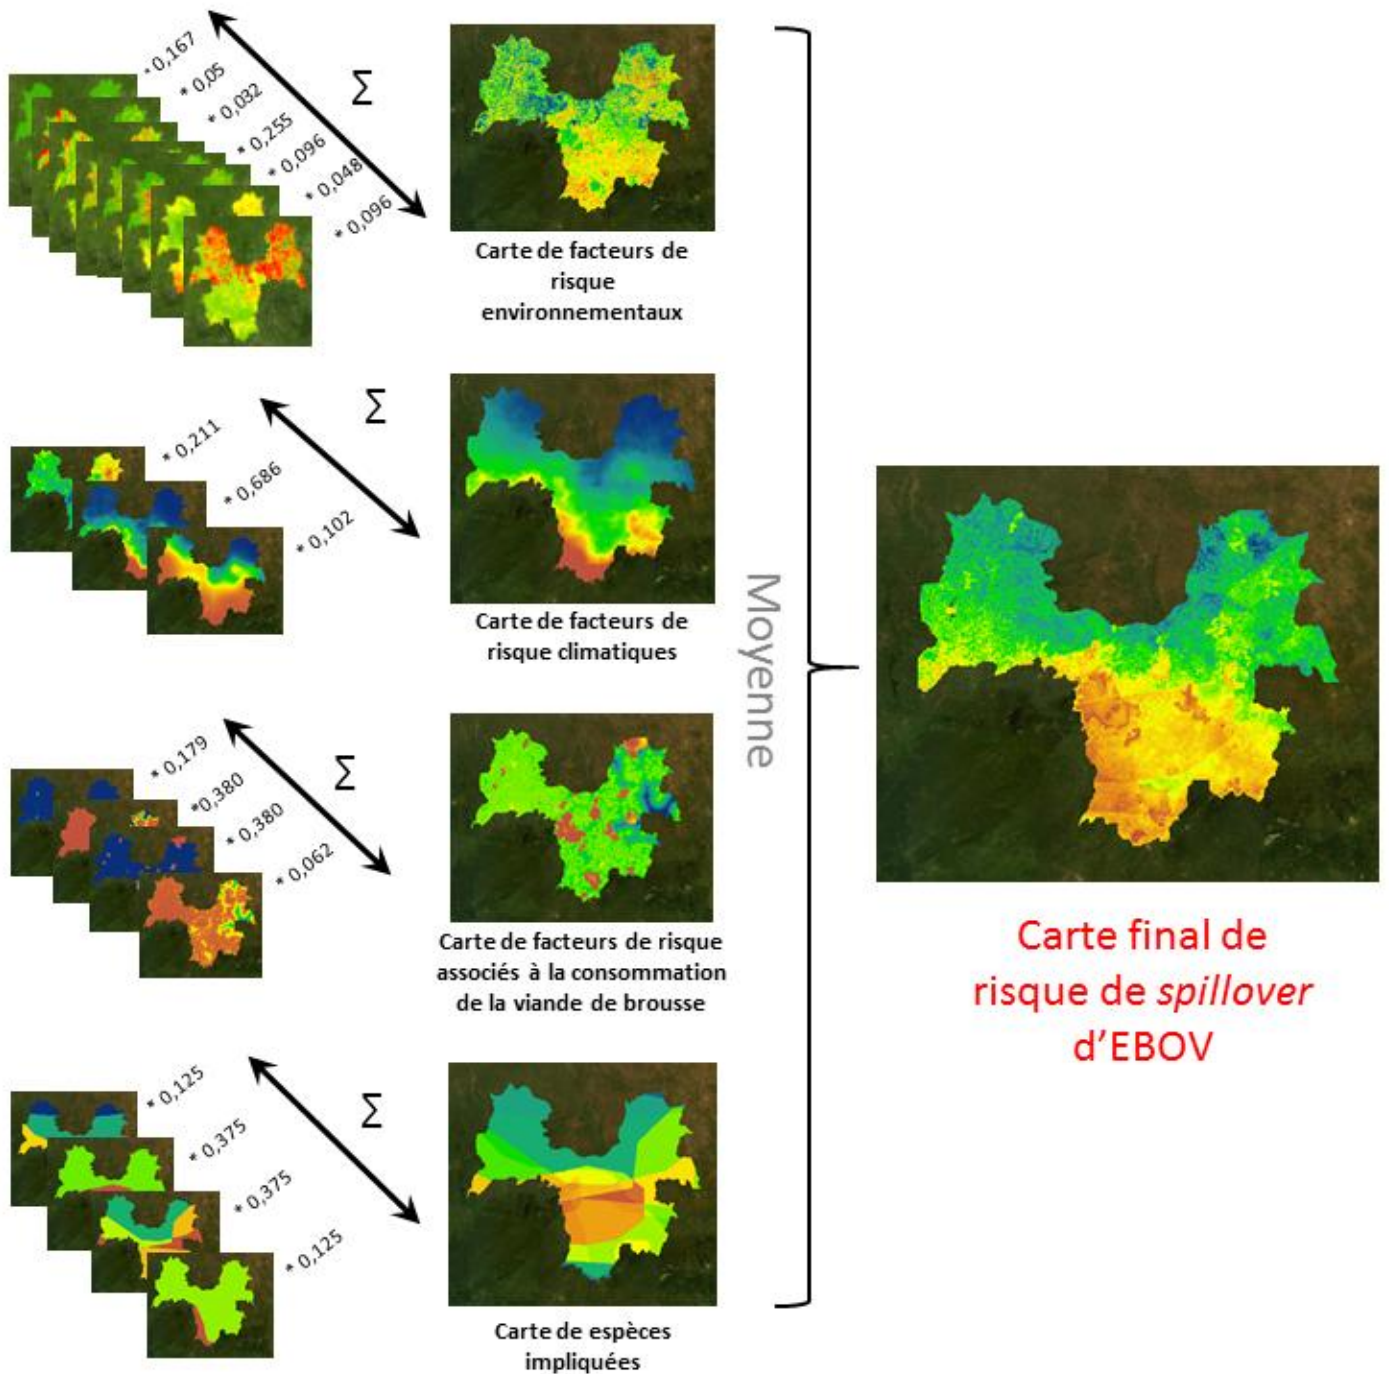 * 0,167
* 0,05
* 0,032
* 0,255
* 0,096
* 0,048
* 0,096
Σ
Carte de facteurs de
risque
environnementaux
* 0,211
* 0,686
* 0,102
Σ
Carte de facteurs de
risque climatiques
* 0,179
*0,380
* 0,380
* 0,062
Σ
Carte de facteurs de risque
associés à la consommation
de la viande de brousse
* 0,125
* 0,375
* 0,375
* 0,125
Σ
Carte de espèces
impliquées
Moyenne
Carte final de
risque de spillover
d'EBOV